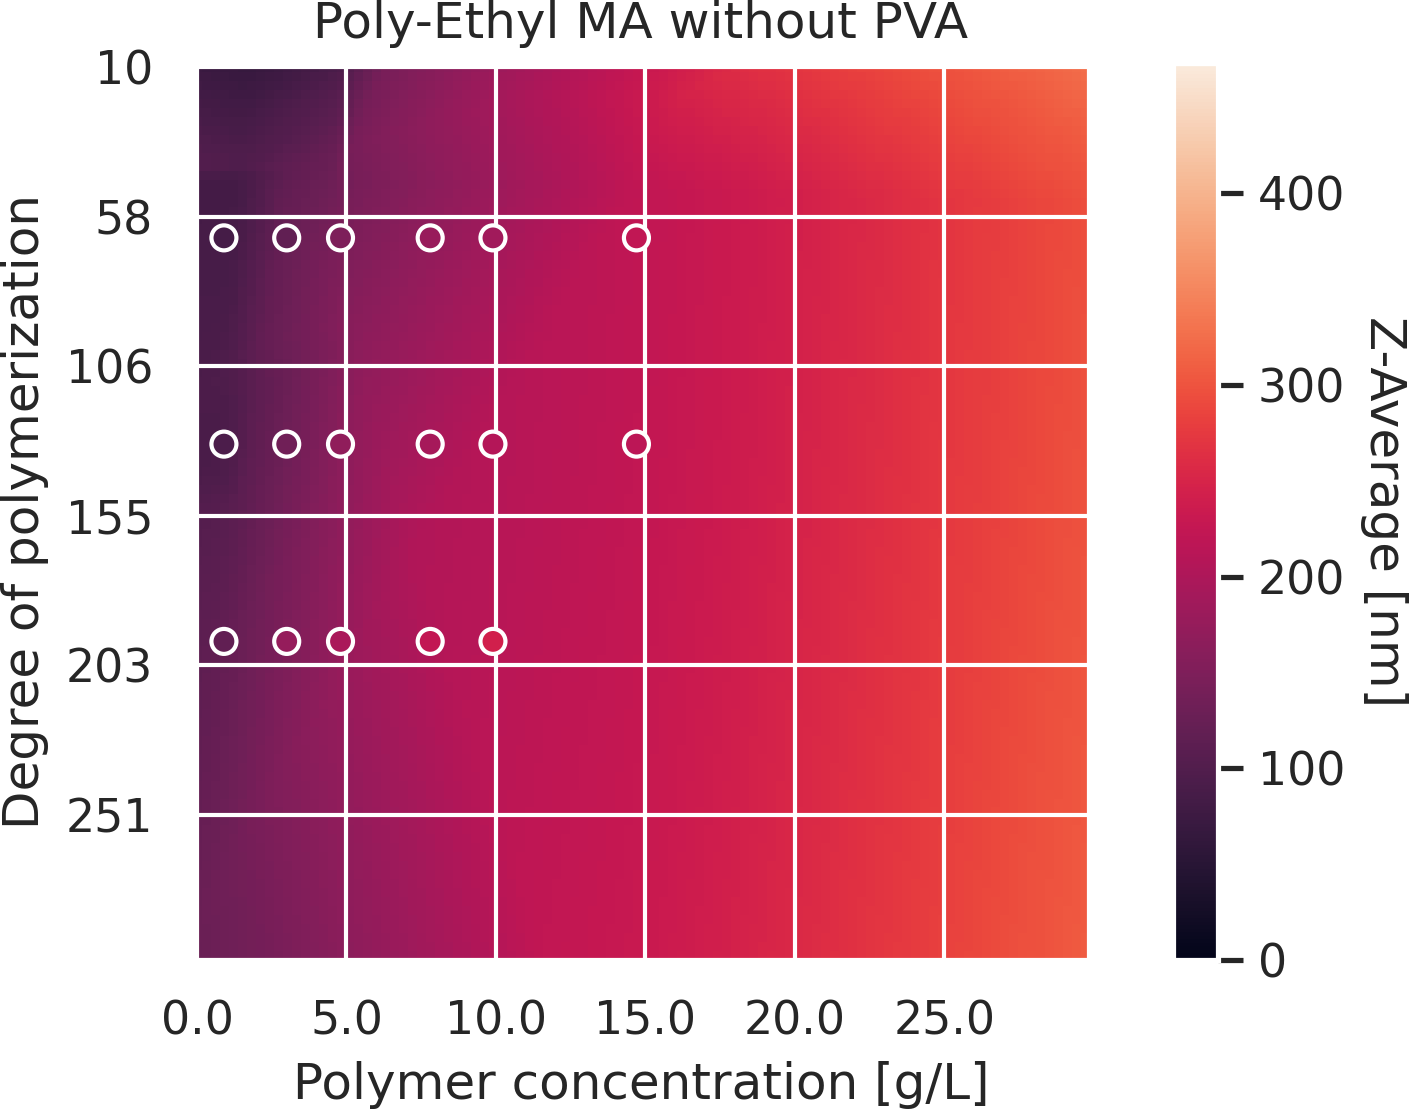 Poly-Ethyl MA without PVA
Degree of polymerization
10
58
106
155
203
251
0.0 5.0 10.0 15.0 20.0 25.0
Polymer concentration [g/L]
400
300
200
100
0
Z-Average [nm]